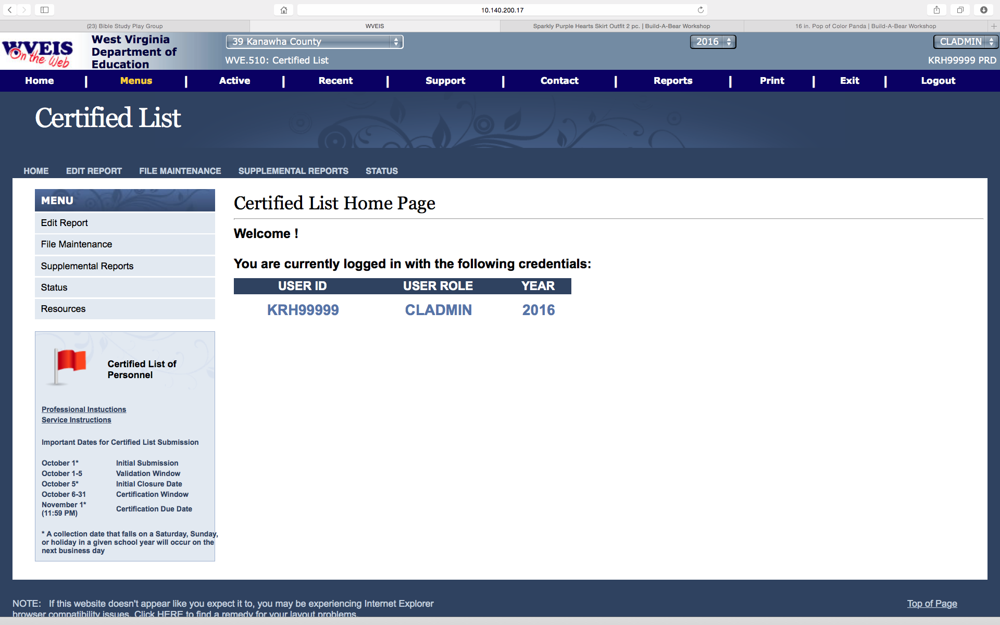 10.140.200.17
(23) Bible Study Play Group
WVEIS
Sparkly Purple Hearts Skirt Outfit 2 pc. | Build-A-Bear Workshop
16 in. Pop of Color Panda | Build-A-Bear Workshop
WVEIS
On the Web
West Virginia
Department of
Education
39 Kanawha County
2016
CLADMIN
WVE.510: Certified List
KRH99999 PRD
Home | Menus | Active | Recent | Support | Contact | Reports | Print | Exit | Logout
Certified List
HOME EDIT REPORT FILE MAINTENANCE SUPPLEMENTAL REPORTS STATUS
MENU
Edit Report
File Maintenance
Supplemental Reports
Status
Resources
Certified List of
Personnel
Professional Instuctions
Service Instructions
Important Dates for Certified List Submission
October 1* Initial Submission
October 1-5 Validation Window
October 5* Initial Closure Date
October 6-31 Certification Window
November 1*
(11:59 PM) Certification Due Date
* A collection date that falls on a Saturday, Sunday,
or holiday in a given school year will occur on the
next business day
Certified List Home Page
Welcome !
You are currently logged in with the following credentials:
USER ID USER ROLE YEAR
KRH99999 CLADMIN 2016
NOTE: If this website doesn't appear like you expect it to, you may be experiencing Internet Explorer
browser compatibility issues. Click HERE to find a remedy for your layout problems.
Top of Page